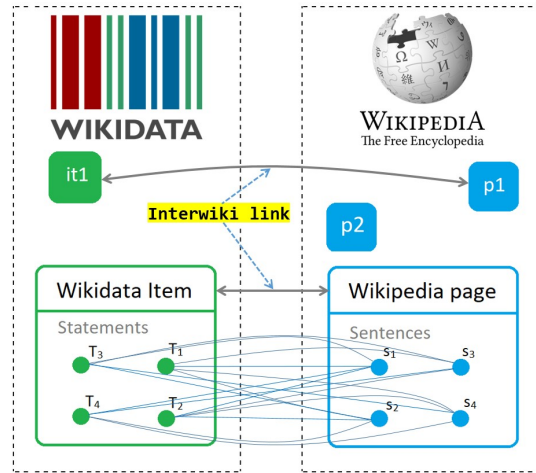 WIKIDATA
Ω W И 維
WIKIPEDIA
The Free Encyclopedia
it1
p1
Interwiki link
p2
Wikidata Item
Wikipedia page
Statements
Sentences
T3 T1 s1 s3
T4 T2 s2 s4